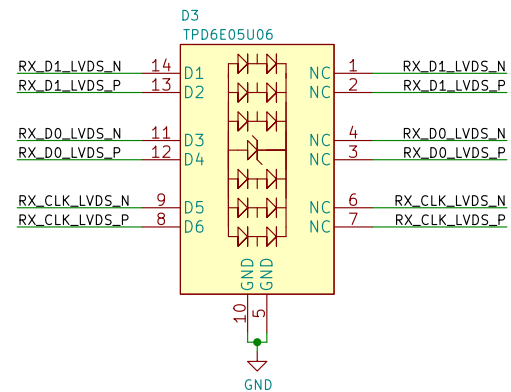 D3
TPD6E05U06
RX_D1_LVDS_N 14 D1 NC 1 RX_D1_LVDS_N
RX_D1_LVDS_P 13 D2 NC 2 RX_D1_LVDS_P
RX_D0_LVDS_N 11 D3 NC 4 RX_D0_LVDS_N
RX_D0_LVDS_P 12 D4 NC 3 RX_D0_LVDS_P
RX_CLK_LVDS_N 9 D5 NC 6 RX_CLK_LVDS_N
RX_CLK_LVDS_P 8 D6 NC 7 RX_CLK_LVDS_P
GND GND
10 5
GND